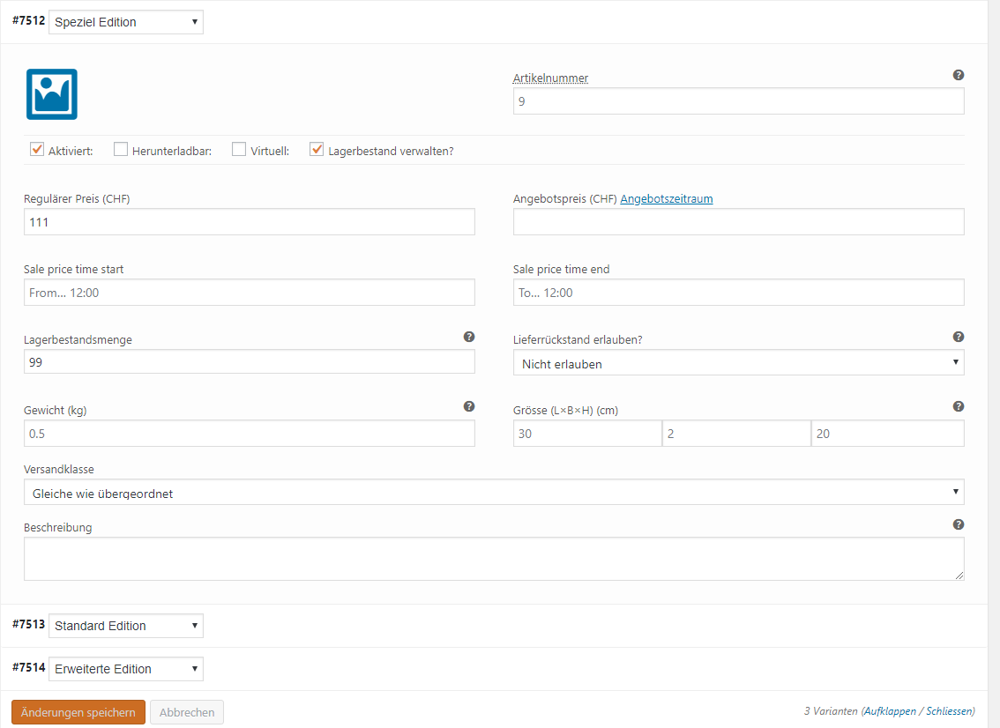 #7512 Speziel Edition
Artikelnummer
9
Aktiviert: Herunterladbar: Virtuell: Lagerbestand verwalten?
Regulärer Preis (CHF) Angebotspreis (CHF) Angebotszeitraum
111
Sale price time start Sale price time end
From… 12:00 To… 12:00
Lagerbestandsmenge Lieferrückstand erlauben?
99 Nicht erlauben
Gewicht (kg) Grösse (L×B×H) (cm)
0.5 30 2 20
Versandklasse
Gleiche wie übergeordnet
Beschreibung
#7513 Standard Edition
#7514 Erweiterte Edition
Änderungen speichern Abbrechen 3 Varianten (Aufklappen / Schliessen)